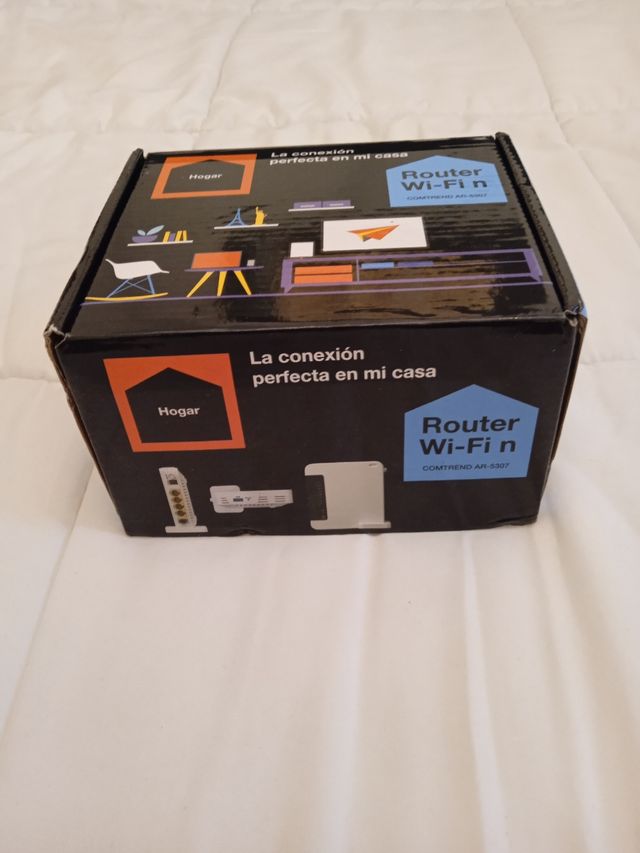 Hogar
La conexión
perfecta en mi casa
Router
Wi-Fi n
COMTREND AR-5307
Hogar
La conexión
perfecta en mi casa
Router
Wi-Fi n
COMTREND AR-5307